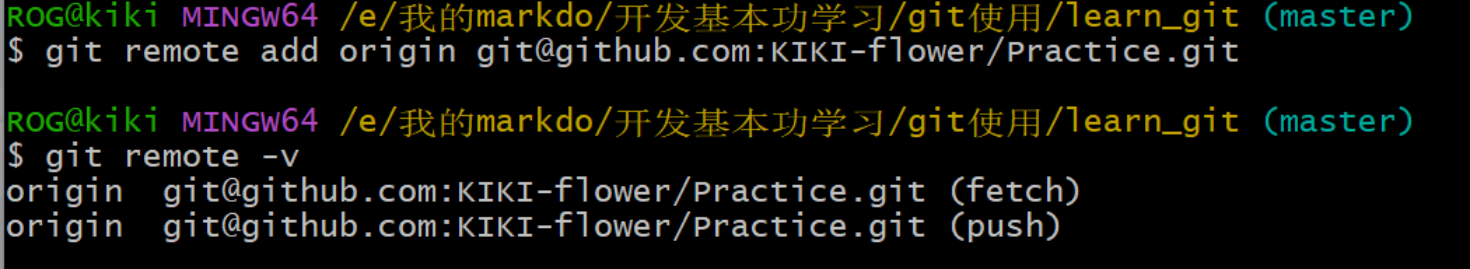 ROG@kiki MINGW64 /e/我的markdo/开发基本功学习/git使用/learn_git (master)
$ git remote add origin git@github.com:KIKI-flower/Practice.git
ROG@kiki MINGW64 /e/我的markdo/开发基本功学习/git使用/learn_git (master)
$ git remote -v
origin  git@github.com:KIKI-flower/Practice.git (fetch)
origin  git@github.com:KIKI-flower/Practice.git (push)